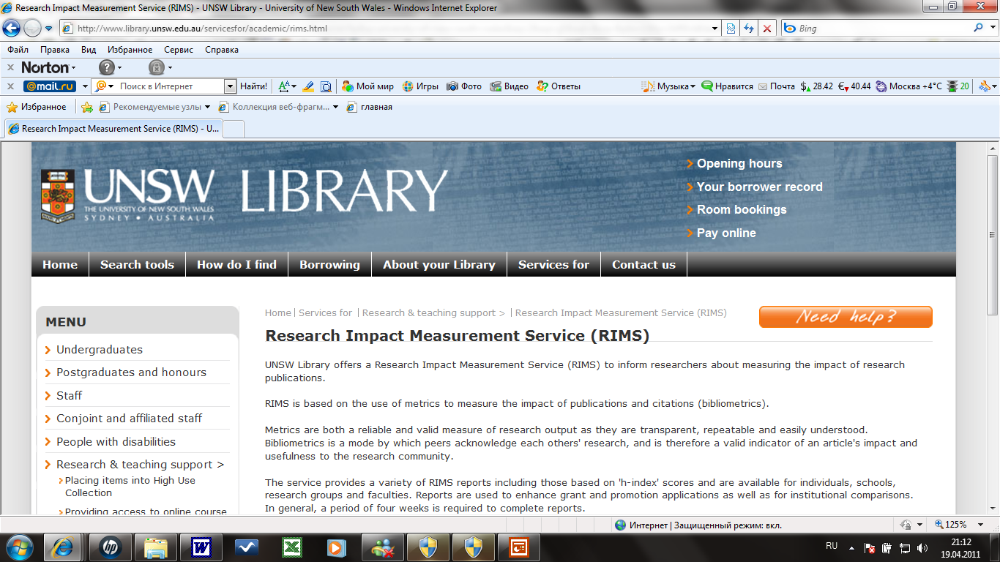 Research Impact Measurement Service (RIMS) - UNSW Library - University of New South Wales - Windows Internet Explorer
http://www.library.unsw.edu.au/servicesfor/academic/rims.html
Bing
Файл Правка Вид Избранное Сервис Справка
x Norton
x @mail.ru Поиск в Интернет Найти! Мой мир Игры Фото Видео Ответы Музыка Нравится Почта $ 28.42 € 40.44 Москва +4°C 20
Избранное Рекомендуемые узлы Коллекция веб-фрагм... главная
Research Impact Measurement Service (RIMS) - U...
UNSW
THE UNIVERSITY OF NEW SOUTH WALES
SYDNEY • AUSTRALIA
LIBRARY
Opening hours
Your borrower record
Room bookings
Pay online
Home Search tools How do I find Borrowing About your Library Services for Contact us
MENU
Undergraduates
Postgraduates and honours
Staff
Conjoint and affiliated staff
People with disabilities
Research & teaching support >
Placing items into High Use
Collection
Providing access to online course
Home | Services for | Research & teaching support > | Research Impact Measurement Service (RIMS)
Need help?
Research Impact Measurement Service (RIMS)
UNSW Library offers a Research Impact Measurement Service (RIMS) to inform researchers about measuring the impact of research
publications.
RIMS is based on the use of metrics to measure the impact of publications and citations (bibliometrics).
Metrics are both a reliable and valid measure of research output as they are transparent, repeatable and easily understood.
Bibliometrics is a mode by which peers acknowledge each others' research, and is therefore a valid indicator of an article's impact and
usefulness to the research community.
The service provides a variety of RIMS reports including those based on 'h-index' scores and are available for individuals, schools,
research groups and faculties. Reports are used to enhance grant and promotion applications as well as for institutional comparisons.
In general, a period of four weeks is required to complete reports.
Интернет | Защищенный режим: вкл.
125%
RU
21:12
19.04.2011